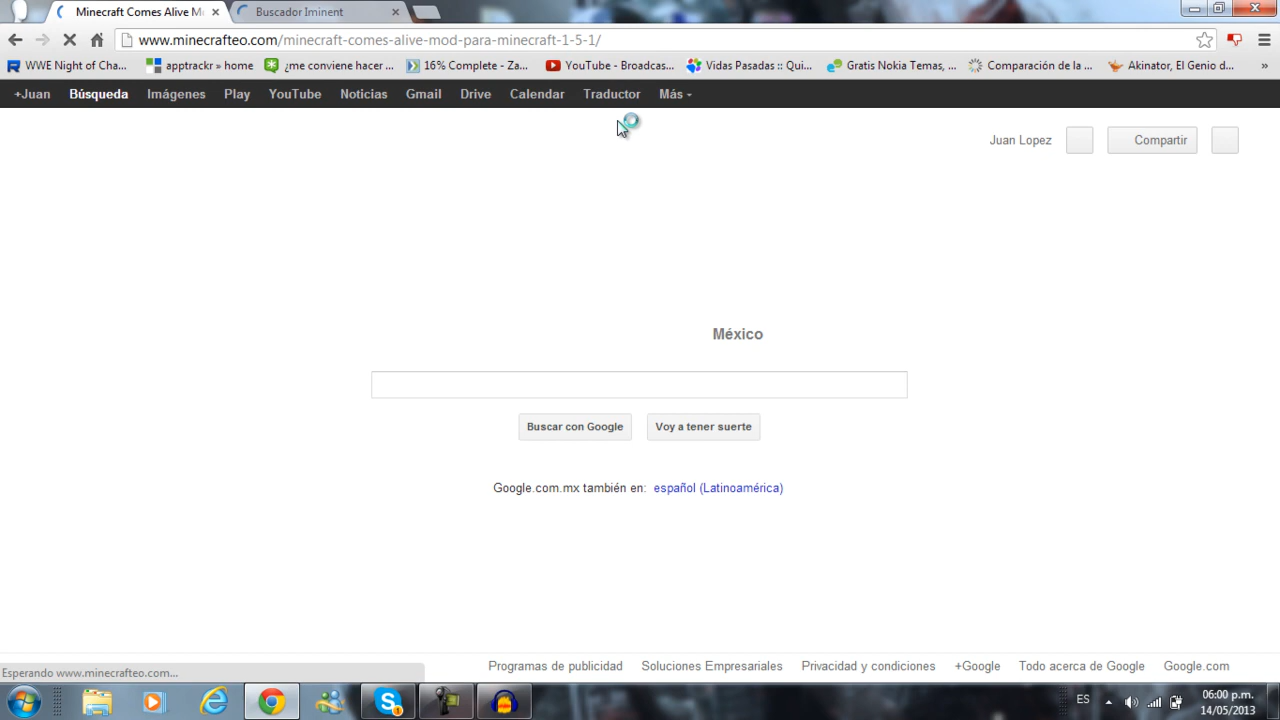 Minecraft Comes Alive M
Buscador Iminent
www.minecrafteo.com/minecraft-comes-alive-mod-para-minecraft-1-5-1/
WWE Night of Cha... apptrackr » home ¿me conviene hacer ... 16% Complete - Za... YouTube - Broadcas... Vidas Pasadas :: Qui... Gratis Nokia Temas, ... Comparación de la ... Akinator, El Genio d... »
+Juan Búsqueda Imágenes Play YouTube Noticias Gmail Drive Calendar Traductor Más
Juan Lopez Compartir
México
Buscar con Google Voy a tener suerte
Google.com.mx también en: español (Latinoamérica)
Esperando www.minecrafteo.com...
Programas de publicidad Soluciones Empresariales Privacidad y condiciones +Google Todo acerca de Google Google.com
ES
06:00 p.m.
14/05/2013